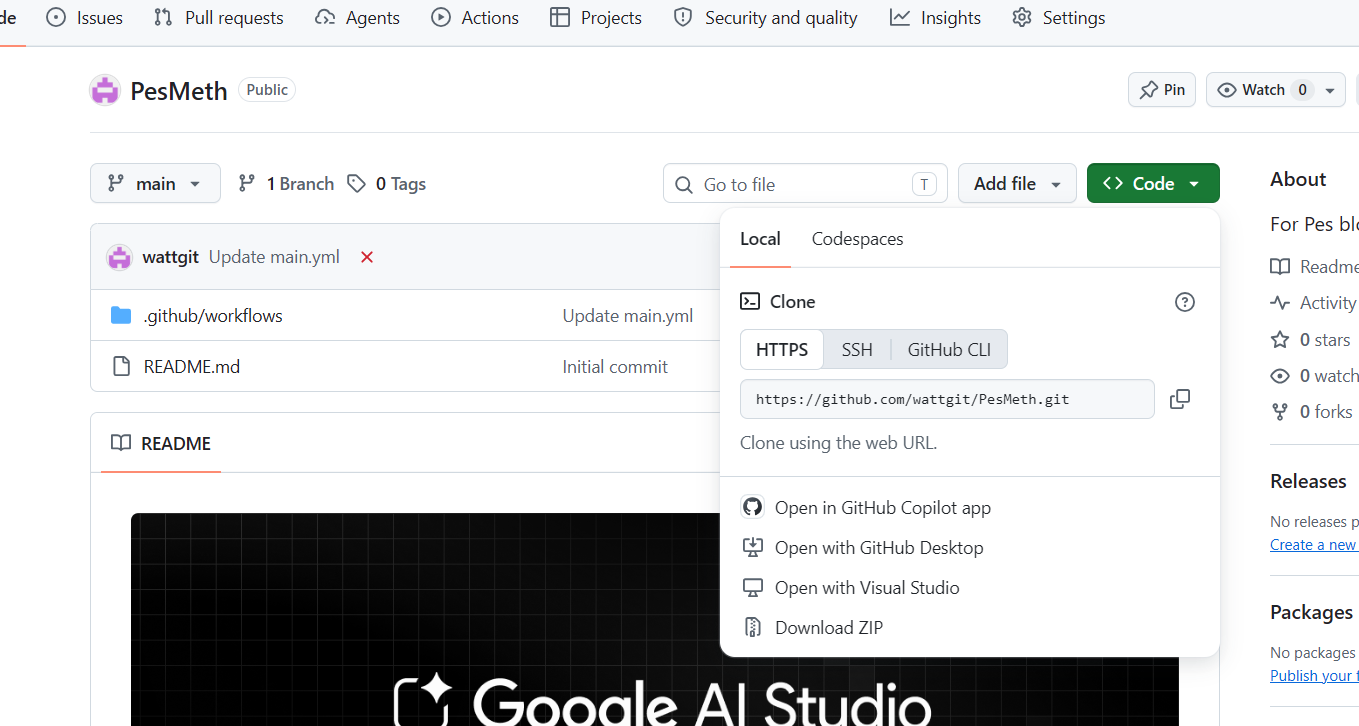 de Issues Pull requests Agents Actions Projects Security and quality Insights Settings
PesMeth Public Pin Watch 0
main 1 Branch 0 Tags Go to file T Add file Code
wattgit Update main.yml
.github/workflows Update main.yml
README.md Initial commit
README
Google AI Studio
Local Codespaces
Clone
HTTPS SSH GitHub CLI
https://github.com/wattgit/PesMeth.git
Clone using the web URL.
Open in GitHub Copilot app
Open with GitHub Desktop
Open with Visual Studio
Download ZIP
About
For Pes blo
Readme
Activity
0 stars
0 watch
0 forks
Releases
No releases p
Create a new
Packages
No packages
Publish your f